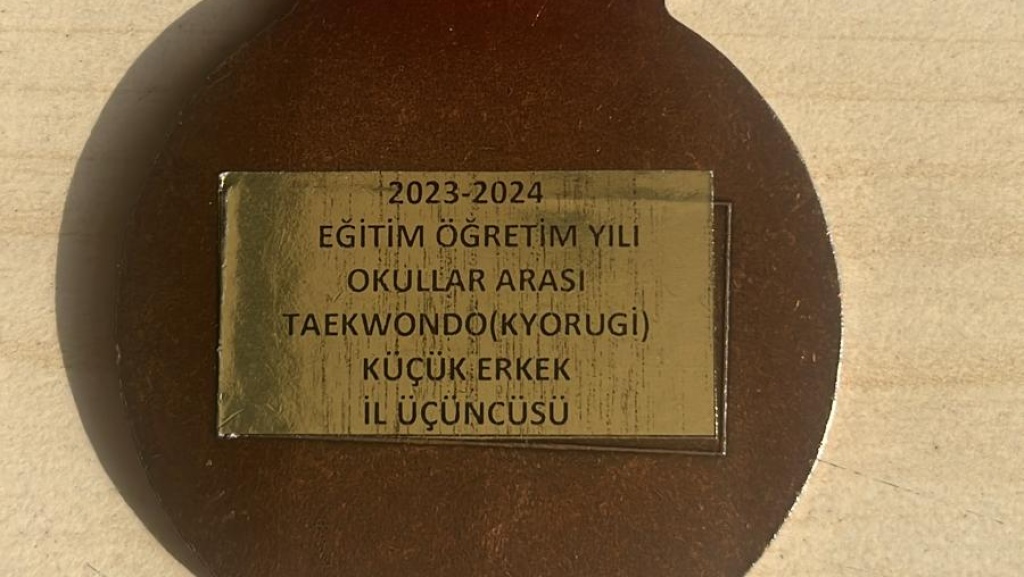 2023-2024
EĞİTİM ÖĞRETİM YILI
OKULLAR ARASI
TAEKWONDO(KYORUGİ)
KÜÇÜK ERKEK
İL ÜÇÜNCÜSÜ